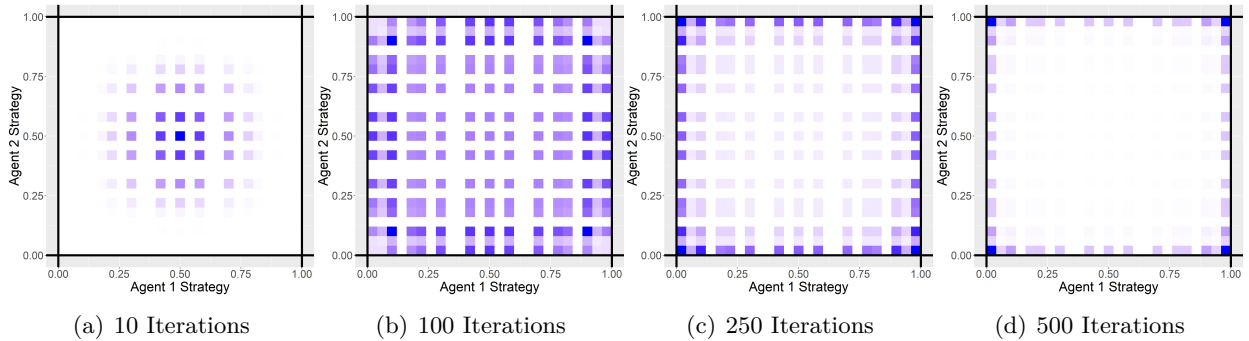 1.00
0.75
0.50
0.25
0.00
Agent 2 Strategy
0.00 0.25 0.50 0.75 1.00
Agent 1 Strategy
(a) 10 Iterations
1.00
0.75
0.50
0.25
0.00
Agent 2 Strategy
0.00 0.25 0.50 0.75 1.00
Agent 1 Strategy
(b) 100 Iterations
1.00
0.75
0.50
0.25
0.00
Agent 2 Strategy
0.00 0.25 0.50 0.75 1.00
Agent 1 Strategy
(c) 250 Iterations
1.00
0.75
0.50
0.25
0.00
Agent 2 Strategy
0.00 0.25 0.50 0.75 1.00
Agent 1 Strategy
(d) 500 Iterations